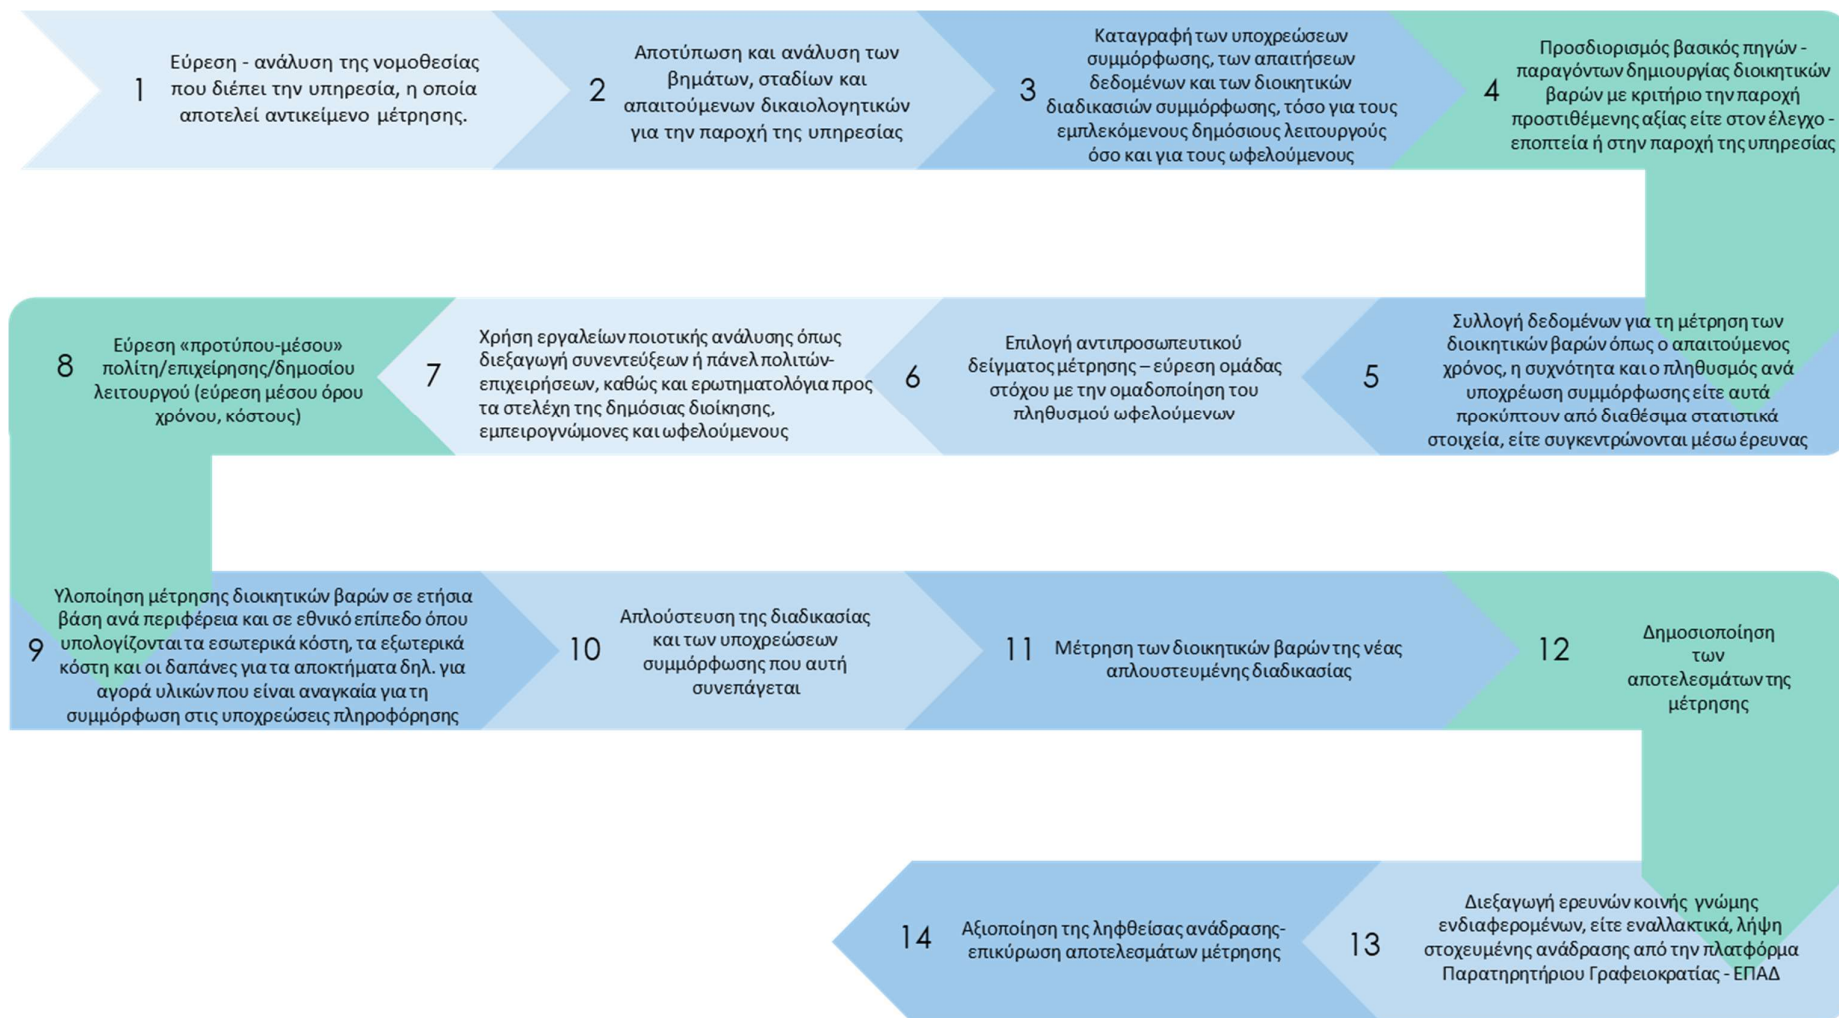 1
Εύρεση - ανάλυση της νομοθεσίας
που διέπει την υπηρεσία, η οποία
αποτελεί αντικείμενο μέτρησης.
2
Αποτύπωση και ανάλυση των
βημάτων, σταδίων και
απαιτούμενων δικαιολογητικών
για την παροχή της υπηρεσίας
3
Καταγραφή των υποχρεώσεων
συμμόρφωσης, των απαιτήσεων
δεδομένων και των διοικητικών
διαδικασιών συμμόρφωσης, τόσο για τους
εμπλεκόμενους δημόσιους λειτουργούς
όσο και για τους ωφελούμενους
4
Προσδιορισμός βασικός πηγών -
παραγόντων δημιουργίας διοικητικών
βαρών με κριτήριο την παροχή
προστιθέμενης αξίας είτε στον έλεγχο -
εποπτεία ή στην παροχή της υπηρεσίας
5
Συλλογή δεδομένων για τη μέτρηση των
διοικητικών βαρών όπως ο απαιτούμενος
χρόνος, η συχνότητα και ο πληθυσμός ανά
υποχρέωση συμμόρφωσης είτε αυτά
προκύπτουν από διαθέσιμα στατιστικά
στοιχεία, είτε συγκεντρώνονται μέσω έρευνας
6
Επιλογή αντιπροσωπευτικού
δείγματος μέτρησης – εύρεση ομάδας
στόχου με την ομαδοποίηση του
πληθυσμού ωφελούμενων
7
Χρήση εργαλείων ποιοτικής ανάλυσης όπως
διεξαγωγή συνεντεύξεων ή πάνελ πολιτών-
επιχειρήσεων, καθώς και ερωτηματολόγια προς
τα στελέχη της δημόσιας διοίκησης,
εμπειρογνώμονες και ωφελούμενους
8
Εύρεση «προτύπου-μέσου»
πολίτη/επιχείρησης/δημοσίου
λειτουργού (εύρεση μέσου όρου
χρόνου, κόστους)
9
Υλοποίηση μέτρησης διοικητικών βαρών σε ετήσια
βάση ανά περιφέρεια και σε εθνικό επίπεδο όπου
υπολογίζονται τα εσωτερικά κόστη, τα εξωτερικά
κόστη και οι δαπάνες για τα αποκτήματα δηλ. για
αγορά υλικών που είναι αναγκαία για τη
συμμόρφωση στις υποχρεώσεις πληροφόρησης
10
Απλούστευση της διαδικασίας
και των υποχρεώσεων
συμμόρφωσης που αυτή
συνεπάγεται
11
Μέτρηση των διοικητικών βαρών της νέας
απλουστευμένης διαδικασίας
12
Δημοσιοποίηση
των
αποτελεσμάτων της
μέτρησης
13
Διεξαγωγή ερευνών κοινής γνώμης
ενδιαφερομένων, είτε εναλλακτικά, λήψη
στοχευμένης ανάδρασης από την πλατφόρμα
Παρατηρητήριου Γραφειοκρατίας - ΕΠΑΔ
14
Αξιοποίηση της ληφθείσας ανάδρασης-
επικύρωση αποτελεσμάτων μέτρησης